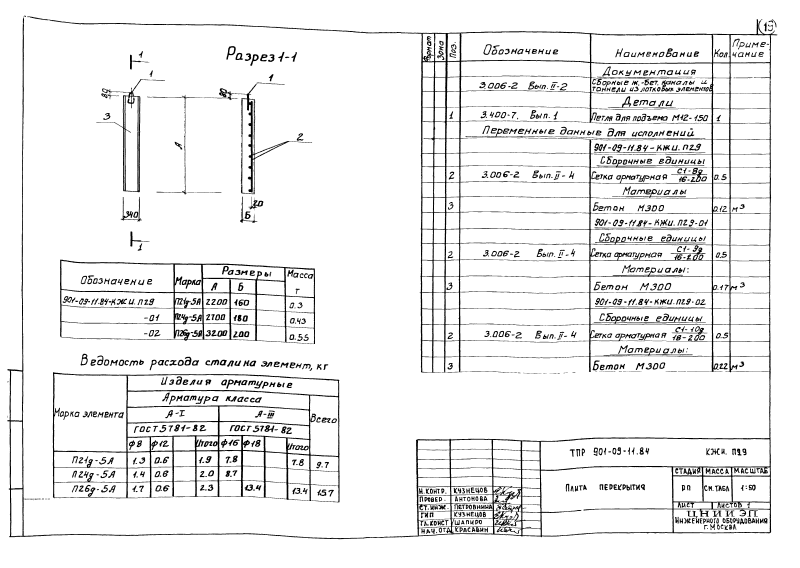 19
Разрез 1-1
1
1
1
80
80
3
А
2
340
20
Б
1
Обозначение Марка Размеры Масса
А Б т
901-09-11.84-КЖИ.П29 П21д-5А 2200 160 0.3
-01 П24д-5А 2700 180 0.43
-02 П26д-5А 3200 200 0.55
Ведомость расхода стали на элемент, кг
Марка элемента Изделия арматурные
Арматура класса Всего
А-I А-III
ГОСТ 5781-82 ГОСТ 5781-82
ф8 ф12 Итого ф16 ф18 Итого
П21д-5А 1.3 0.6 1.9 7.8 7.8 9.7
П24д-5А 1.4 0.6 2.0 8.7
П26д-5А 1.7 0.6 2.3 13.4 13.4 15.7
Формат Зона Поз. Обозначение Наименование Кол. Приме-чание
Документация
3.006-2 Вып. II-2 Сборные ж.-бет. каналы и
тоннели из лотковых элементов
Детали
1 3.400-7. Вып. 1 Петля для подъема М12-150 1
Переменные данные для исполнений
901-09-11.84-КЖИ.П29
Сборочные единицы
2 3.006-2 Вып. II-4 Сетка арматурная С1-8д/16-200 0.5
Материалы
3 Бетон М300 0.12 м³
901-09-11.84-КЖИ.П29-01
Сборочные единицы
2 3.006-2 Вып. II-4 Сетка арматурная С1-9д/16-200 0.5
Материалы:
3 Бетон М300 0.17 м³
901-09-11.84-КЖИ.П29-02
Сборочные единицы
2 3.006-2 Вып. II-4 Сетка арматурная С1-10д/18-200 0.5
Материалы:
3 Бетон М300 0.22 м³
ТПР 901-09-11.84 КЖИ. П29
Плита перекрытия
СТАДИЯ МАССА МАСШТАБ
РП СМ.ТАБЛ 1:50
ЛИСТ ЛИСТОВ 1
ЦНИИЭП
ИНЖЕНЕРНОГО ОБОРУДОВАНИЯ
Г. МОСКВА
Н.КОНТР. КУЗНЕЦОВ
ПРОВЕР. АНТОНОВА
СТ.ИНЖ. ПЕТРОВНИНА
ГИП КУЗНЕЦОВ
ГЛ.КОНСТ ШАПИРО
НАЧ.ОТД КРАСАВИН